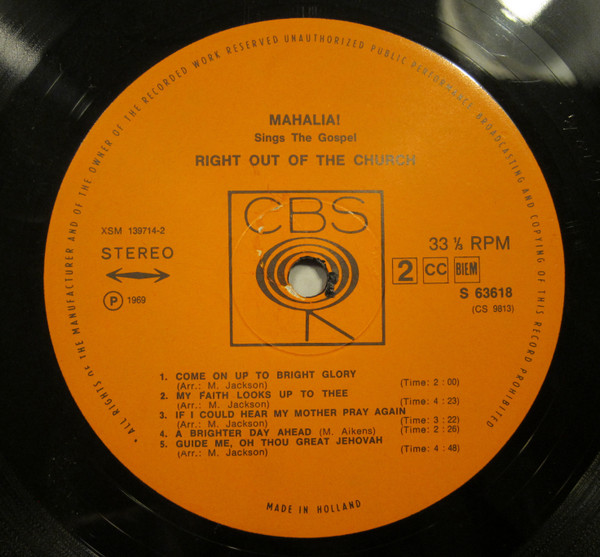 * ALL RIGHTS OF THE MANUFACTURER AND OF THE OWNER OF THE RECORDED WORK RESERVED UNAUTHORIZED PUBLIC PERFORMANCE BROADCASTING AND COPYING OF THIS RECORD PROHIBITED
MAHALIA!
Sings The Gospel
RIGHT OUT OF THE CHURCH
CBS
XSM 139714-2
STEREO
Ⓟ 1969
33 ⅓ RPM
2 CC BIEM
S 63618
(CS 9813)
1. COME ON UP TO BRIGHT GLORY
(Arr.: M. Jackson) (Time: 2 : 00)
2. MY FAITH LOOKS UP TO THEE
(Arr.: M. Jackson) (Time: 4 : 23)
3. IF I COULD HEAR MY MOTHER PRAY AGAIN
(Arr.: M. Jackson) (Time: 3 : 22)
4. A BRIGHTER DAY AHEAD (M. Aikens) (Time: 2 : 26)
5. GUIDE ME, OH THOU GREAT JEHOVAH
(Arr.: M. Jackson) (Time: 4 : 48)
MADE IN HOLLAND